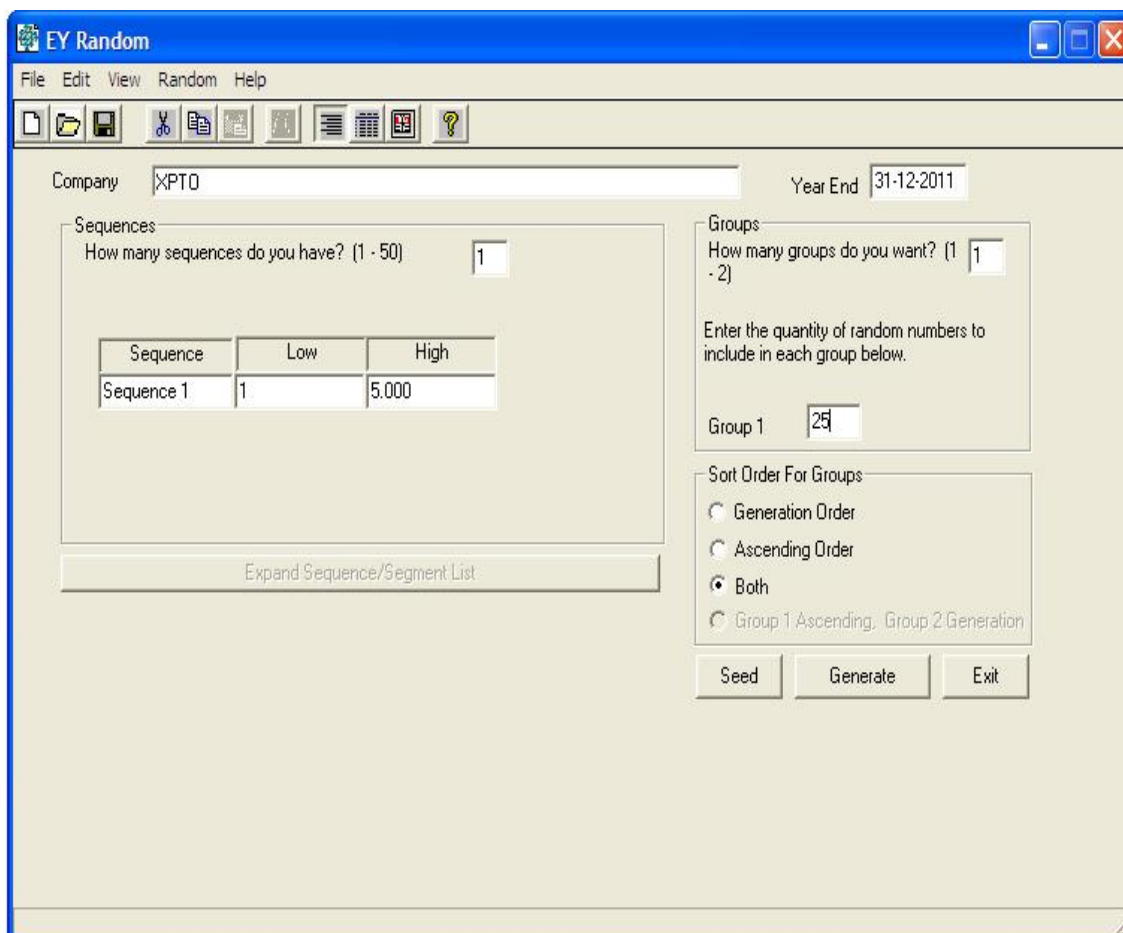 EY Random
File Edit View Random Help
Company XPTO Year End 31-12-2011
Sequences
How many sequences do you have? (1 - 50) 1
Sequence Low High
Sequence 1 1 5.000
Expand Sequence/Segment List
Groups
How many groups do you want? (1 1
- 2)
Enter the quantity of random numbers to
include in each group below.
Group 1 25
Sort Order For Groups
Generation Order
Ascending Order
Both
Group 1 Ascending, Group 2 Generation
Seed Generate Exit